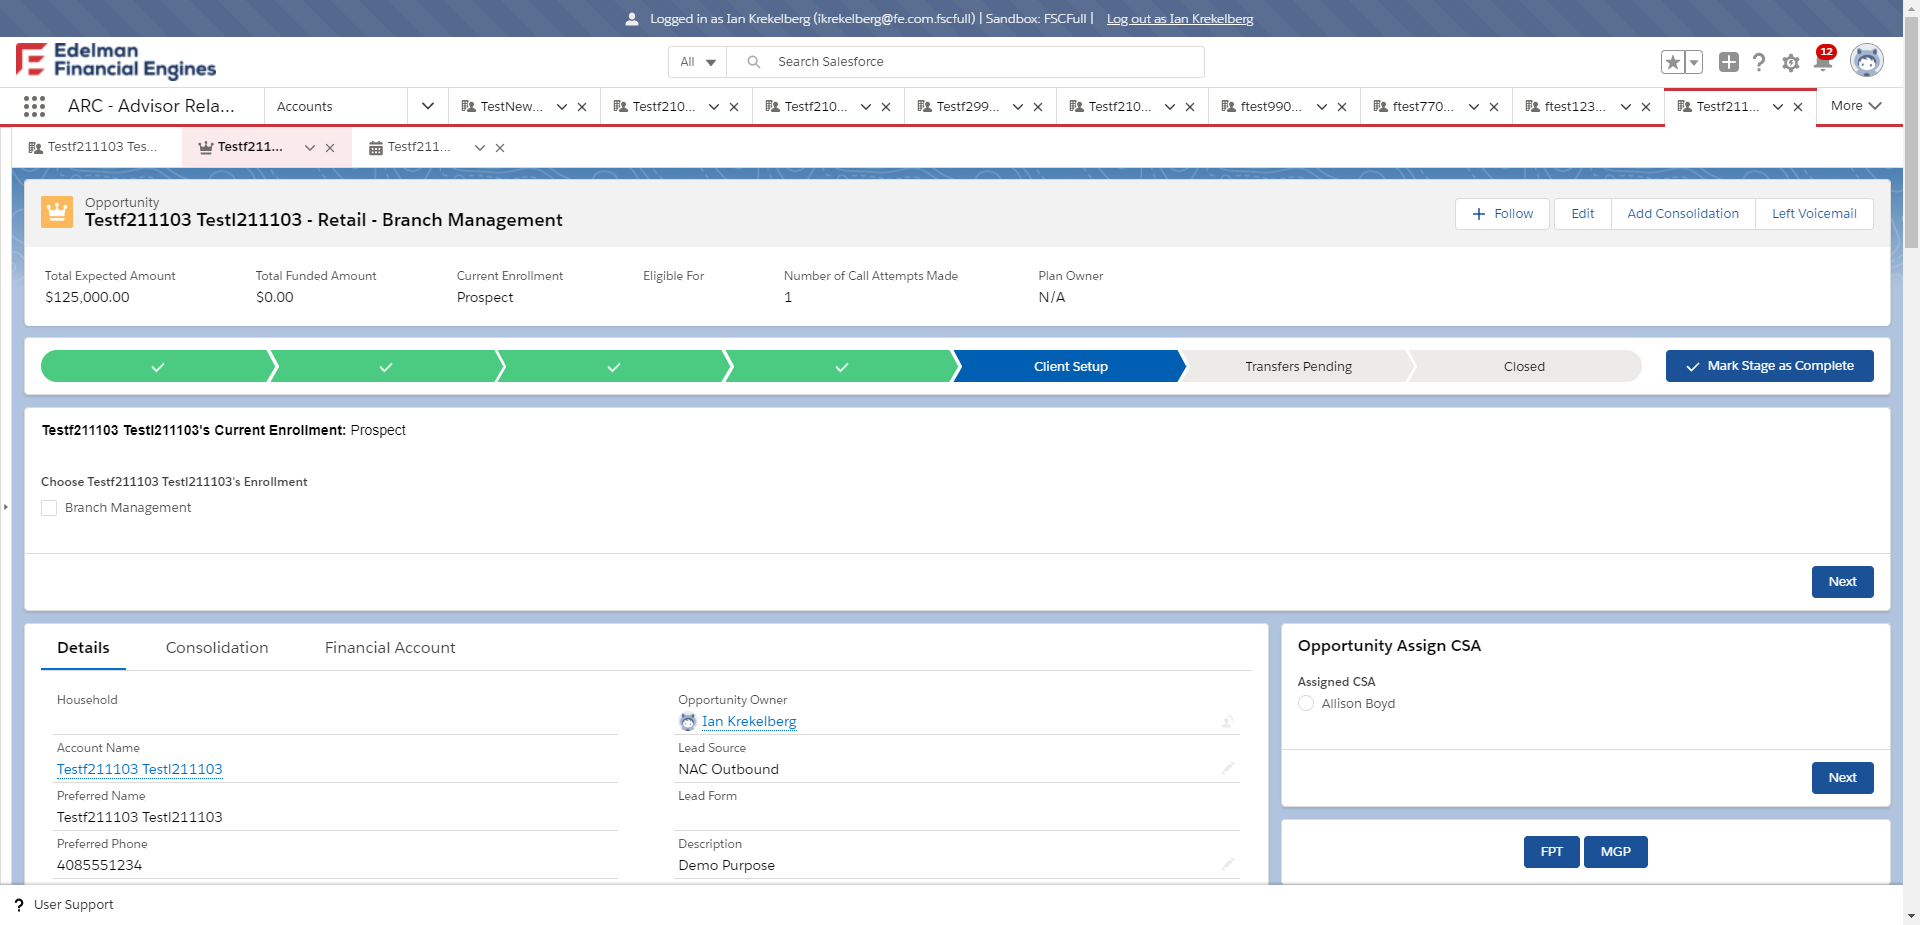 Logged in as Ian Krekelberg (ikrekelberg@fe.com.fscfull) | Sandbox: FSCFull | Log out as Ian Krekelberg
Edelman
Financial Engines
All
Search Salesforce
12
ARC - Advisor Rela...
Accounts
TestNew...
Testf210...
Testf210...
Testf299...
Testf210...
ftest990...
ftest770...
ftest123...
Testf211...
More
Testf211103 Tes...
Testf211...
Testf211...
Opportunity
Testf211103 Testl211103 - Retail - Branch Management
Follow
Edit
Add Consolidation
Left Voicemail
Total Expected Amount
$125,000.00
Total Funded Amount
$0.00
Current Enrollment
Prospect
Eligible For
Number of Call Attempts Made
1
Plan Owner
N/A
Client Setup
Transfers Pending
Closed
Mark Stage as Complete
Testf211103 Testl211103's Current Enrollment: Prospect
Choose Testf211103 Testl211103's Enrollment
Branch Management
Next
Details
Consolidation
Financial Account
Household
Opportunity Owner
Ian Krekelberg
Account Name
Testf211103 Testl211103
Lead Source
NAC Outbound
Preferred Name
Testf211103 Testl211103
Lead Form
Preferred Phone
4085551234
Description
Demo Purpose
Opportunity Assign CSA
Assigned CSA
Allison Boyd
Next
FPT
MGP
? User Support